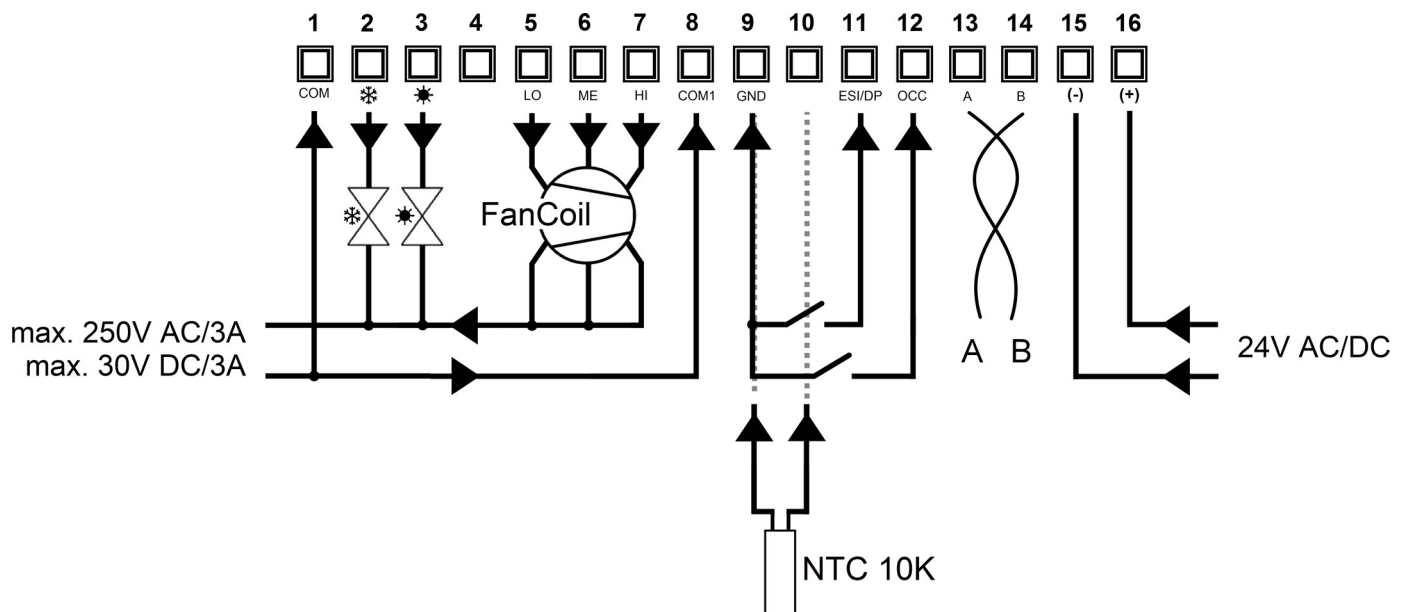 1 2 3 4 5 6 7 8 9 10 11 12 13 14 15 16
COM LO ME HI COM1 GND ESI/DP OCC A B (-) (+)
FanCoil
max. 250V AC/3A
max. 30V DC/3A
A B
24V AC/DC
NTC 10K